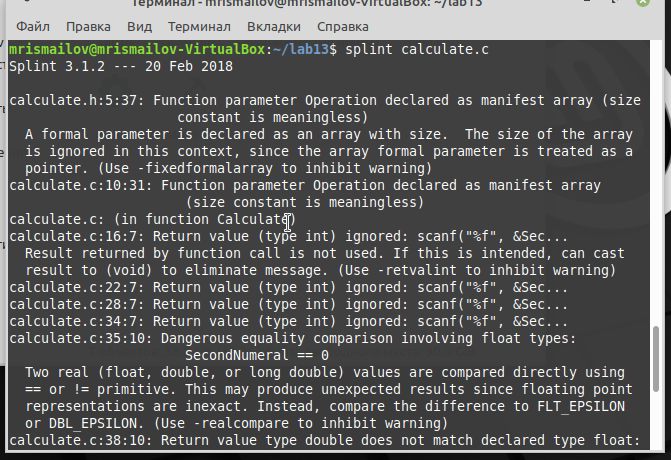 Терминал - mrismailov@mrismailov-VirtualBox: ~/lab13
Файл Правка Вид Терминал Вкладки Справка
mrismailov@mrismailov-VirtualBox:~/lab13$ splint calculate.c
Splint 3.1.2 --- 20 Feb 2018
calculate.h:5:37: Function parameter Operation declared as manifest array (size
constant is meaningless)
A formal parameter is declared as an array with size.  The size of the array
is ignored in this context, since the array formal parameter is treated as a
pointer. (Use -fixedformalarray to inhibit warning)
calculate.c:10:31: Function parameter Operation declared as manifest array
(size constant is meaningless)
calculate.c: (in function Calculate)
calculate.c:16:7: Return value (type int) ignored: scanf("%f", &Sec...
Result returned by function call is not used. If this is intended, can cast
result to (void) to eliminate message. (Use -retvalint to inhibit warning)
calculate.c:22:7: Return value (type int) ignored: scanf("%f", &Sec...
calculate.c:28:7: Return value (type int) ignored: scanf("%f", &Sec...
calculate.c:34:7: Return value (type int) ignored: scanf("%f", &Sec...
calculate.c:35:10: Dangerous equality comparison involving float types:
SecondNumeral == 0
Two real (float, double, or long double) values are compared directly using
== or != primitive. This may produce unexpected results since floating point
representations are inexact. Instead, compare the difference to FLT_EPSILON
or DBL_EPSILON. (Use -realcompare to inhibit warning)
calculate.c:38:10: Return value type double does not match declared type float: